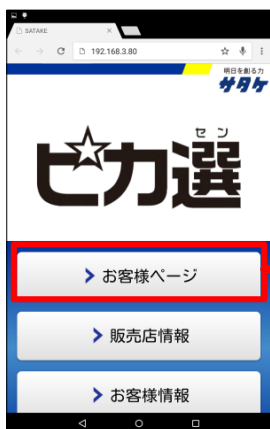 SATAKE
192.168.3.80
明日を創る力
サタケ
セン
ピカ選
お客様ページ
販売店情報
お客様情報